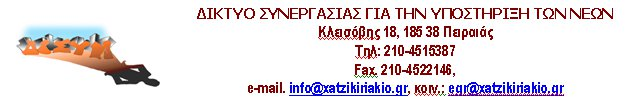 ΔΙΚΤΥΟ ΣΥΝΕΡΓΑΣΙΑΣ ΓΙΑ ΤΗΝ ΥΠΟΣΤΗΡΙΞΗ ΤΩΝ ΝΕΩΝ
Κλεισόβης 18, 185 38 Πειραιάς
Τηλ: 210-4515387
Fax. 210-4522146,
e-mail. info@xatzikiriakio.gr, κοιν.: egr@xatzikiriakio.gr